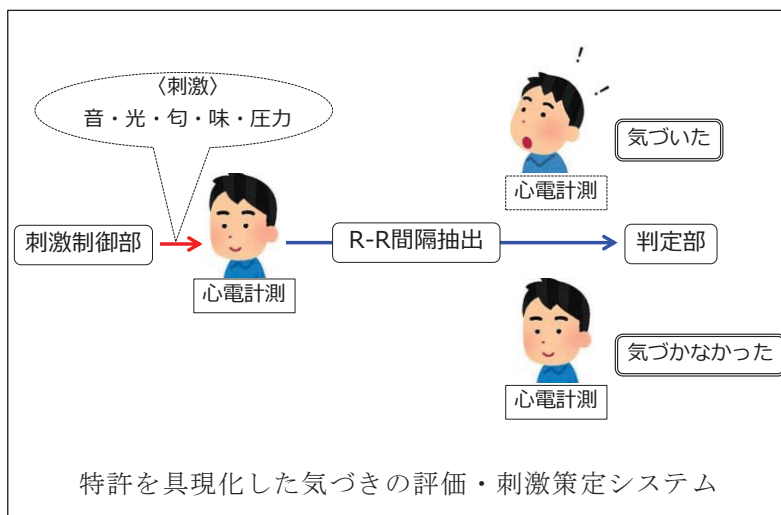 〈刺激〉
音・光・匂・味・圧力
! !
気づいた
心電計測
刺激制御部
R-R間隔抽出
判定部
心電計測
気づかなかった
心電計測
特許を具現化した気づきの評価・刺激策定システム